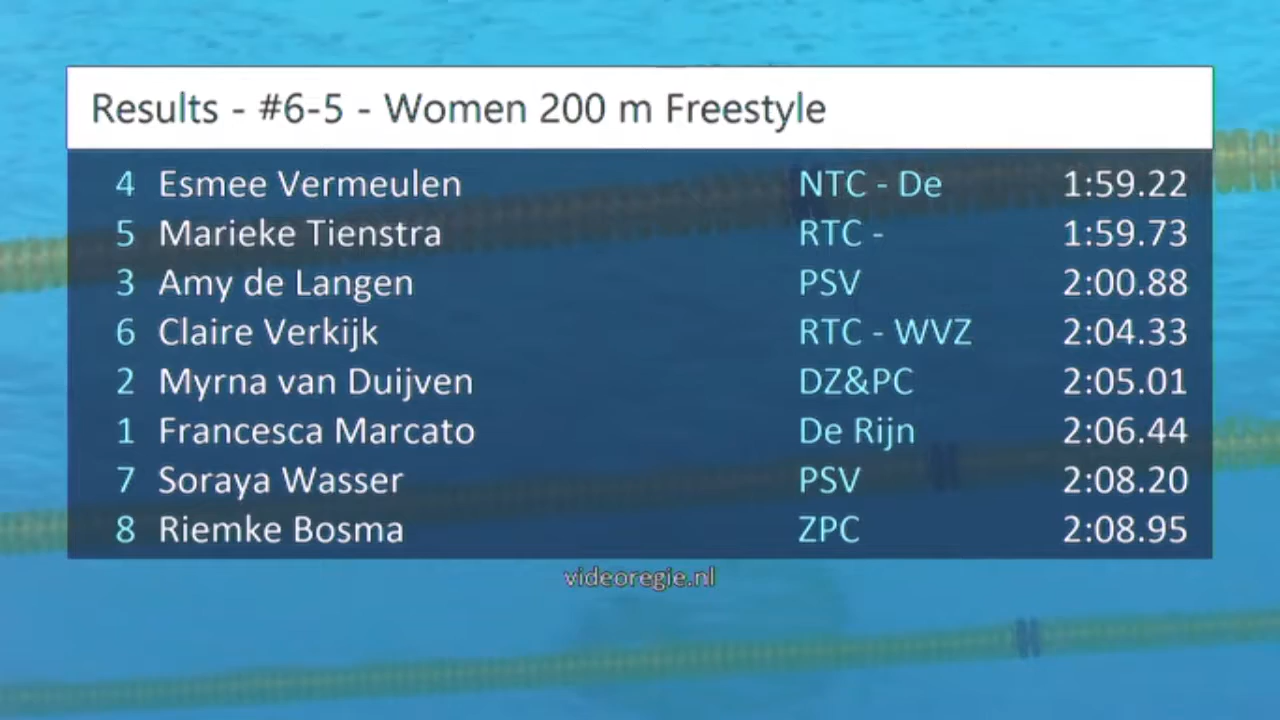 Results - #6-5 - Women 200 m Freestyle
4 Esmee Vermeulen NTC - De 1:59.22
5 Marieke Tienstra RTC - 1:59.73
3 Amy de Langen PSV 2:00.88
6 Claire Verkijk RTC - WVZ 2:04.33
2 Myrna van Duijven DZ&PC 2:05.01
1 Francesca Marcato De Rijn 2:06.44
7 Soraya Wasser PSV 2:08.20
8 Riemke Bosma ZPC 2:08.95
videoregie.nl